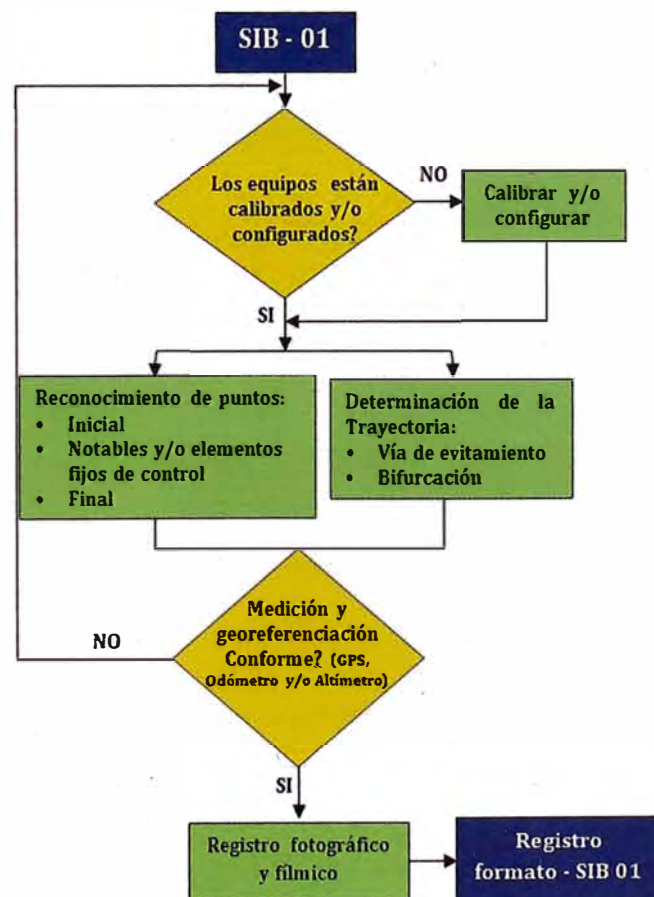 SIB - 01
Los equipos están
calibrados y/o
configurados?
NO
Calibrar y/o
configurar
SI
Reconocimiento de puntos:
• Inicial
• Notables y/o elementos
fijos de control
• Final
Determinación de la
Trayectoria:
• Vía de evitamiento
• Bifurcación
Medición y
georeferenciación
Conforme? (GPS,
Odómetro y/o Altímetro)
NO
SI
Registro fotográfico
y fílmico
Registro
formato - SIB 01